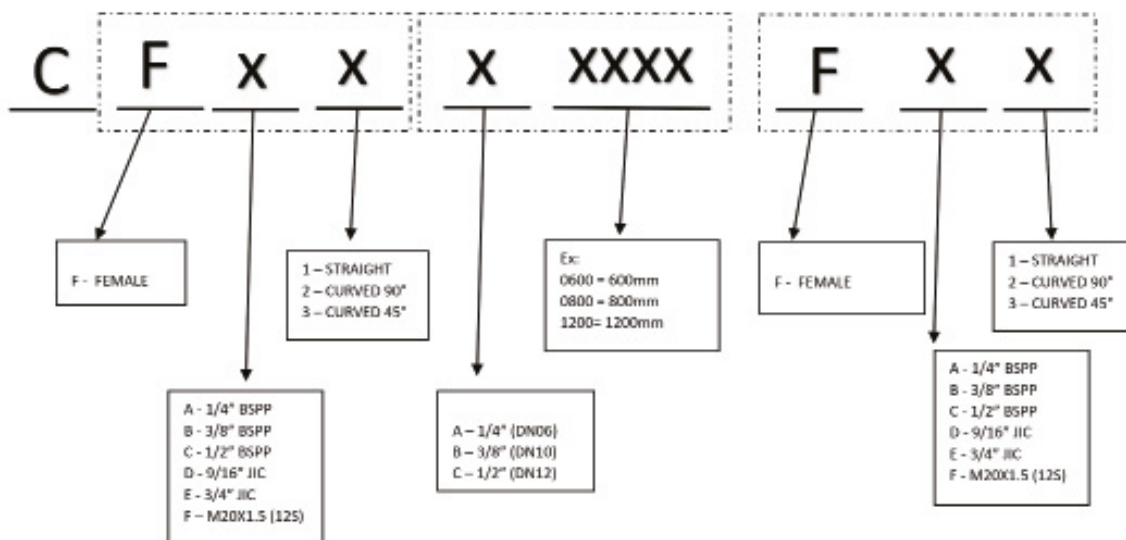 C F x x x xxxx F x x
F - FEMALE
1 – STRAIGHT
2 – CURVED 90°
3 – CURVED 45°
Ex:
0600 = 600mm
0800 = 800mm
1200= 1200mm
F - FEMALE
1 – STRAIGHT
2 – CURVED 90°
3 – CURVED 45°
A - 1/4" BSPP
B - 3/8" BSPP
C - 1/2" BSPP
D - 9/16" JIC
E - 3/4" JIC
F – M20X1.5 (12S)
A – 1/4" (DN06)
B – 3/8" (DN10)
C – 1/2" (DN12)
A - 1/4" BSPP
B - 3/8" BSPP
C - 1/2" BSPP
D - 9/16" JIC
E - 3/4" JIC
F - M20X1.5 (12S)